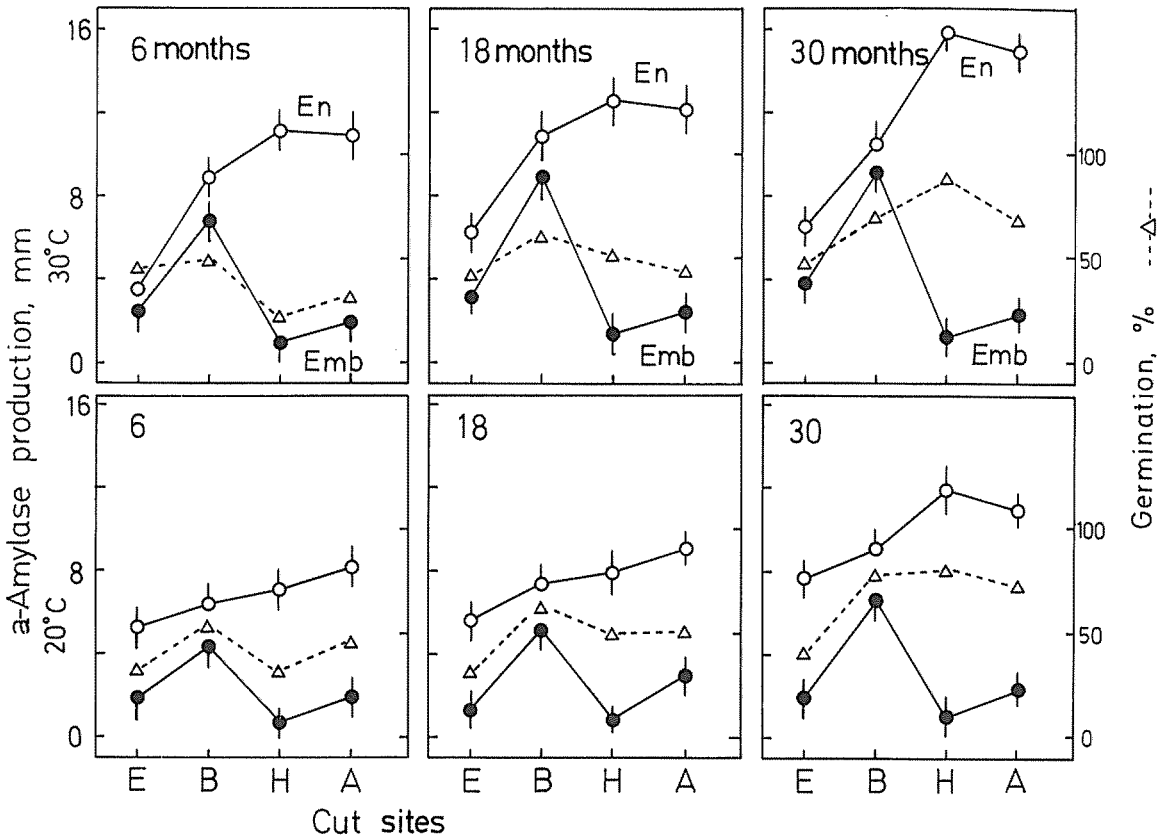 16
6 months
En
8
Emb
0
18 months
En
Emb
30 months
En
Emb
100
50
0
16
6
8
0
18
30
100
50
0
E B H A
E B H A
E B H A
Cut sites
a-Amylase production, mm
30°C
20°C
Germination, % ---△---